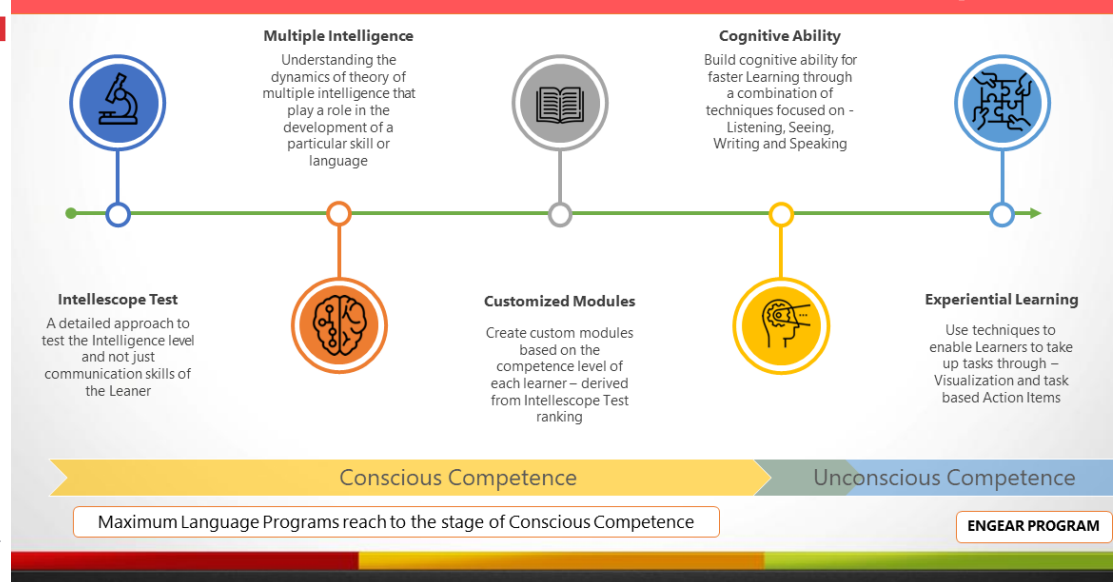 Multiple Intelligence
Understanding the
dynamics of theory of
multiple intelligence that
play a role in the
development of a
particular skill or
language
Cognitive Ability
Build cognitive ability for
faster Learning through
a combination of
techniques focused on -
Listening, Seeing,
Writing and Speaking
Intellescope Test
A detailed approach to
test the Intelligence level
and not just
communication skills of
the Leaner
Customized Modules
Create custom modules
based on the
competence level of
each learner – derived
from Intellescope Test
ranking
Experiential Learning
Use techniques to
enable Learners to take
up tasks through –
Visualization and task
based Action Items
Conscious Competence
Unconscious Competence
Maximum Language Programs reach to the stage of Conscious Competence
ENGEAR PROGRAM